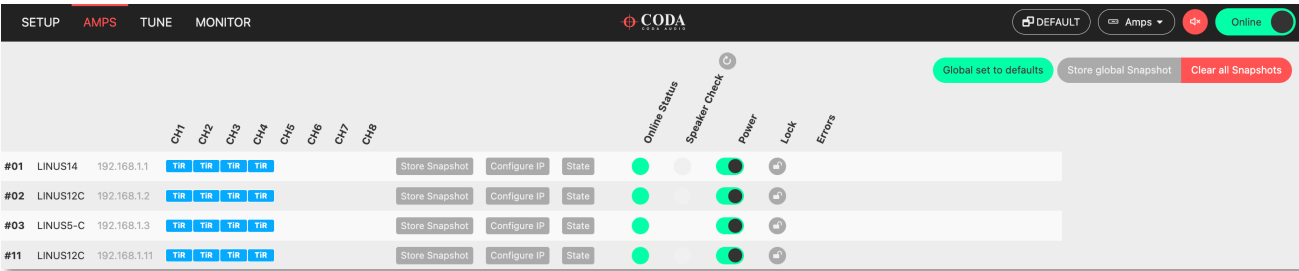 SETUP AMPS TUNE MONITOR CODA DEFAULT Amps Online
CODA AUDIO
Global set to defaults Store global Snapshot Clear all Snapshots
CH1 CH2 CH3 CH4 CH5 CH6 CH7 CH8 Online Status Speaker Check Power Lock Errors
#01 LINUS14 192.168.1.1 TiR TiR TiR TiR Store Snapshot Configure IP State
#02 LINUS12C 192.168.1.2 TiR TiR TiR TiR Store Snapshot Configure IP State
#03 LINUS5-C 192.168.1.3 TiR TiR TiR TiR Store Snapshot Configure IP State
#11 LINUS12C 192.168.1.11 TiR TiR TiR TiR Store Snapshot Configure IP State